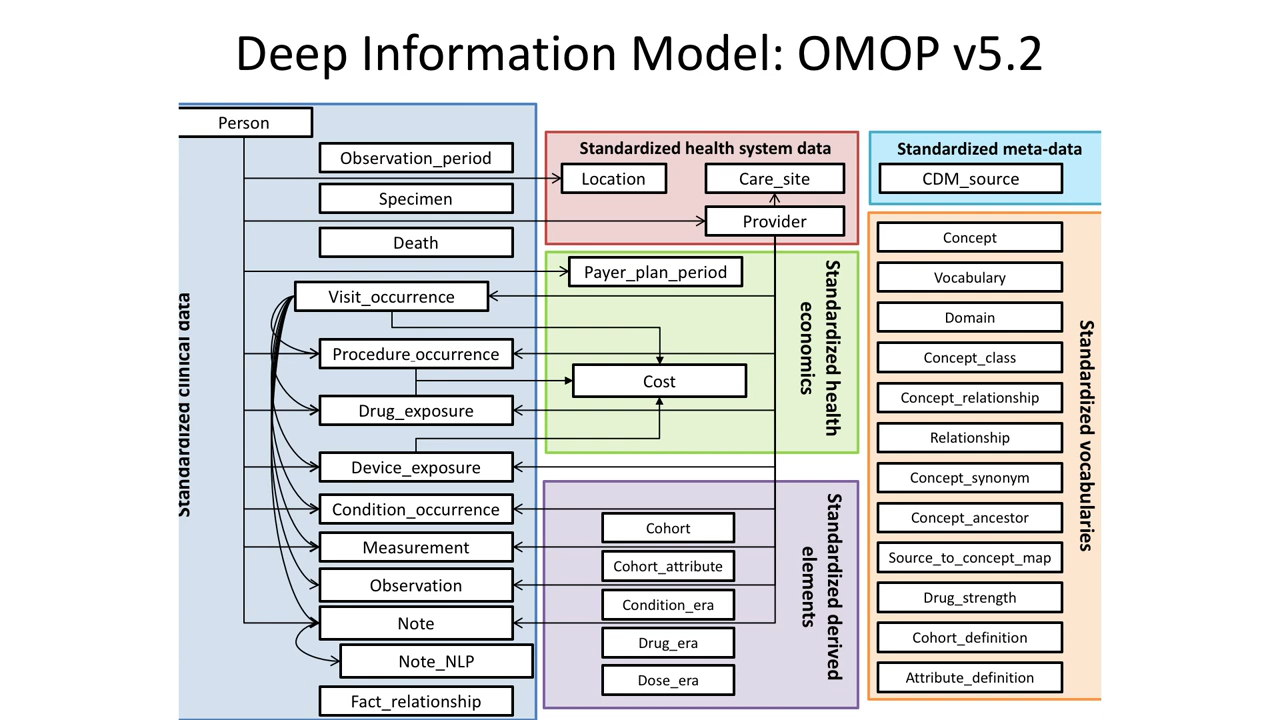 Deep Information Model: OMOP v5.2
Person
Observation_period
Specimen
Death
Visit_occurrence
Procedure_occurrence
Drug_exposure
Device_exposure
Condition_occurrence
Measurement
Observation
Note
Note_NLP
Fact_relationship
Standardized clinical data
Standardized health system data
Location
Care_site
Provider
Payer_plan_period
Cost
Standardized health
economics
Cohort
Cohort_attribute
Condition_era
Drug_era
Dose_era
Standardized derived
elements
Standardized meta-data
CDM_source
Concept
Vocabulary
Domain
Concept_class
Concept_relationship
Relationship
Concept_synonym
Concept_ancestor
Source_to_concept_map
Drug_strength
Cohort_definition
Attribute_definition
Standardized vocabularies